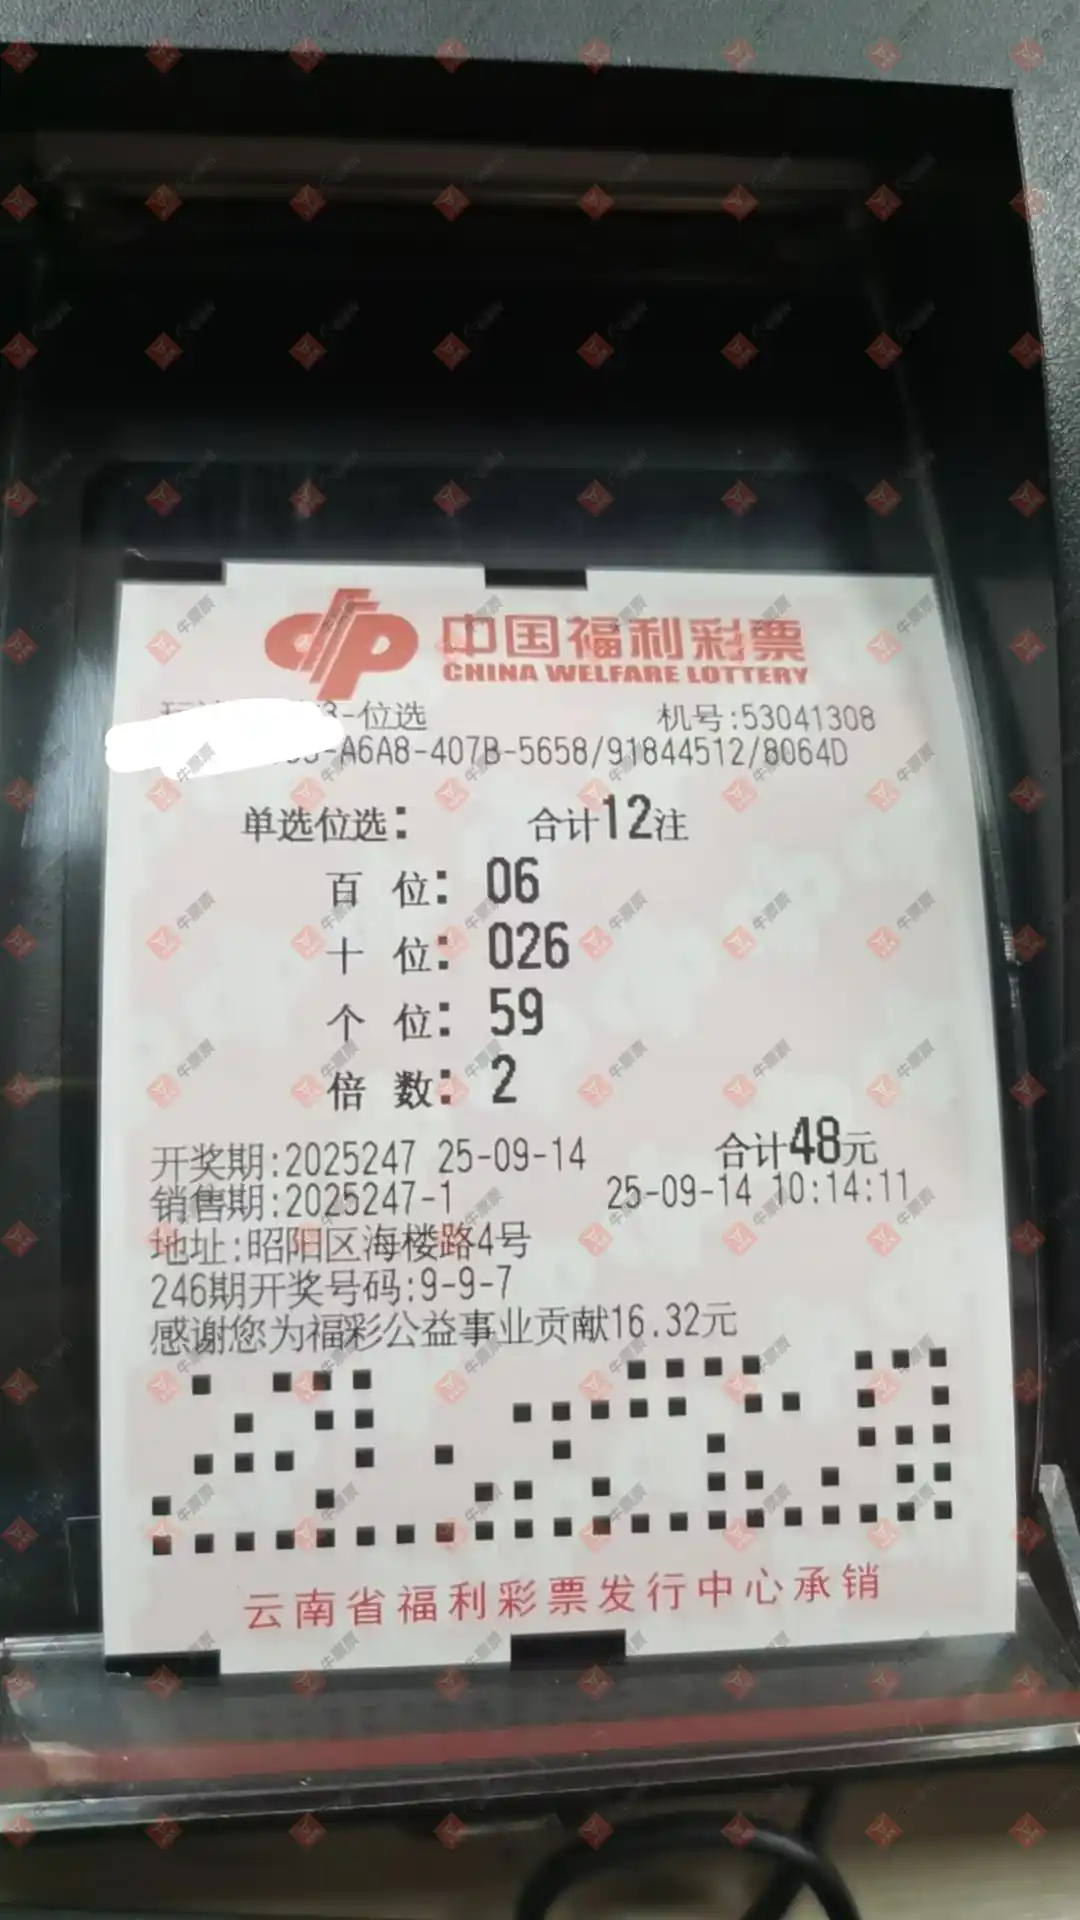 中国福利彩票
CHINA WELFARE LOTTERY
3-位选 机号:53041308
-A6A8-407B-5658/91844512/8064D
单选位选: 合计12注
百 位: 06
十 位: 026
个 位: 59
倍 数: 2
开奖期:2025247 25-09-14 合计48元
销售期:2025247-1 25-09-14 10:14:11
地址:昭阳区海楼路4号
246期开奖号码:9-9-7
感谢您为福彩公益事业贡献16.32元
云南省福利彩票发行中心承销
牛票票